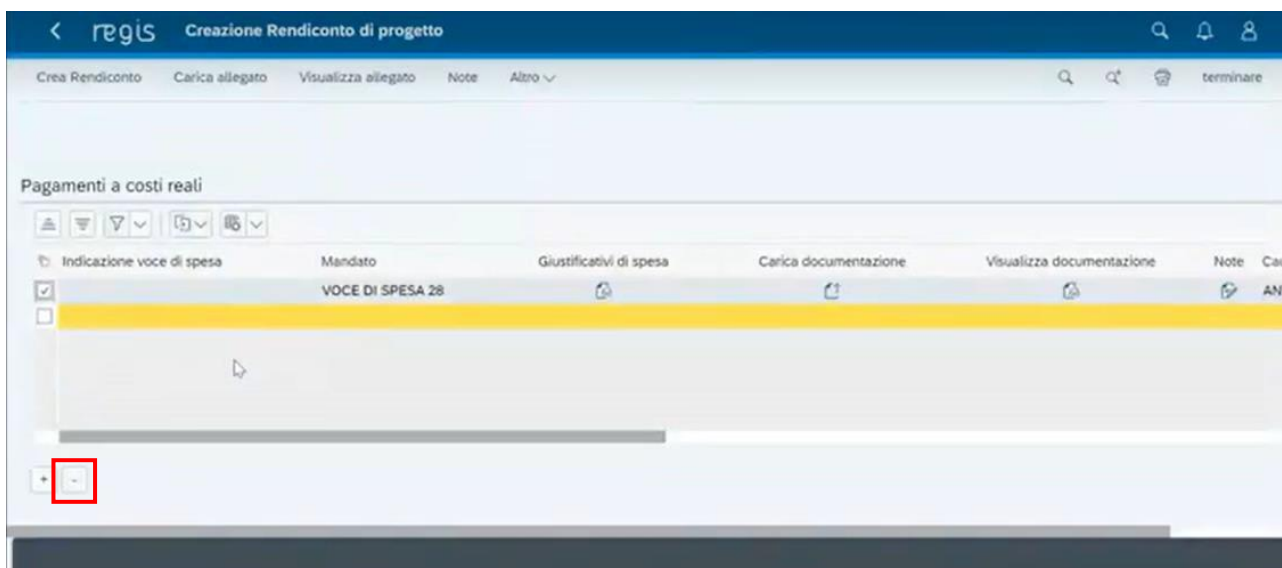 regis Creazione Rendiconto di progetto
Crea Rendiconto Carica allegato Visualizza allegato Note Altro terminare
Pagamenti a costi reali
Indicazione voce di spesa Mandato Giustificativi di spesa Carica documentazione Visualizza documentazione Note Cau
VOCE DI SPESA 28 AN
+ -